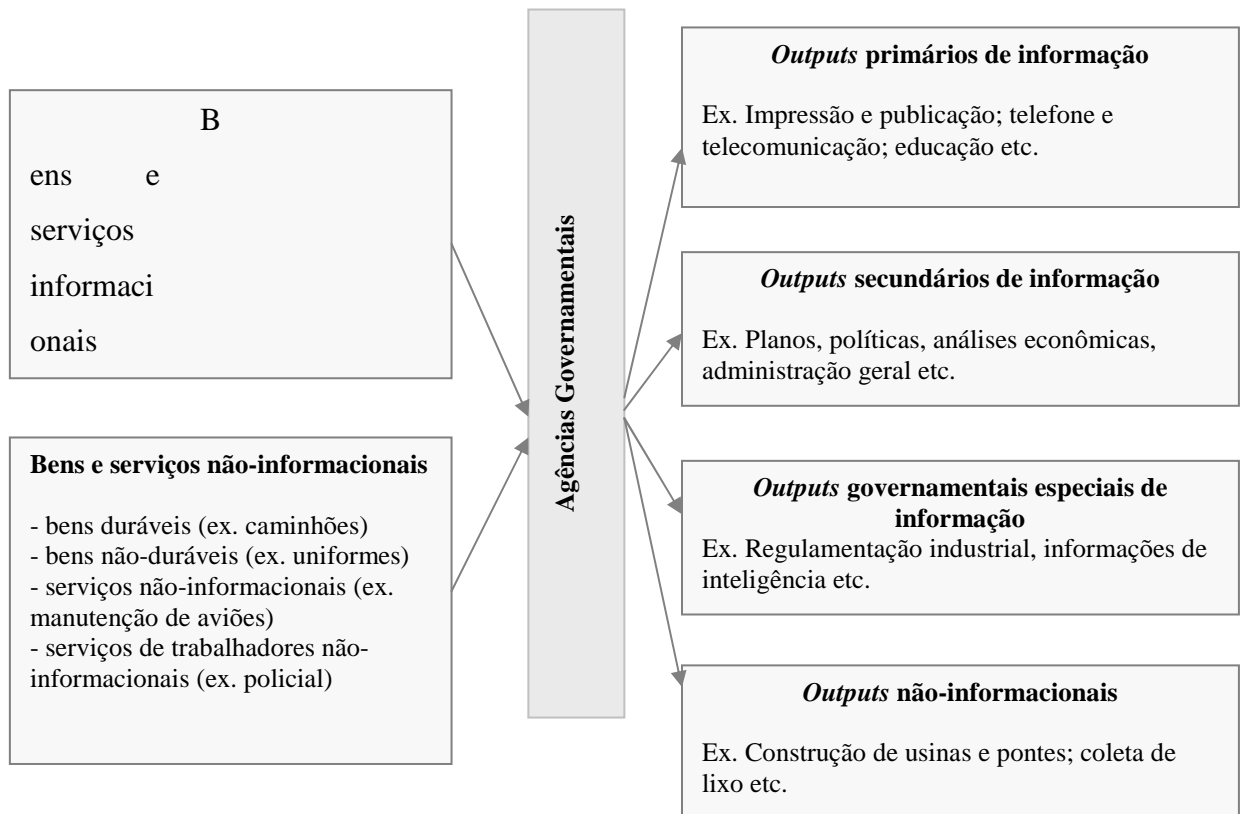 B
ens e
serviços
informaci
onais
Bens e serviços não-informacionais
- bens duráveis (ex. caminhões)
- bens não-duráveis (ex. uniformes)
- serviços não-informacionais (ex.
manutenção de aviões)
- serviços de trabalhadores não-
informacionais (ex. policial)
Agências Governamentais
Outputs primários de informação
Ex. Impressão e publicação; telefone e
telecomunicação; educação etc.
Outputs secundários de informação
Ex. Planos, políticas, análises econômicas,
administração geral etc.
Outputs governamentais especiais de
informação
Ex. Regulamentação industrial, informações de
inteligência etc.
Outputs não-informacionais
Ex. Construção de usinas e pontes; coleta de
lixo etc.